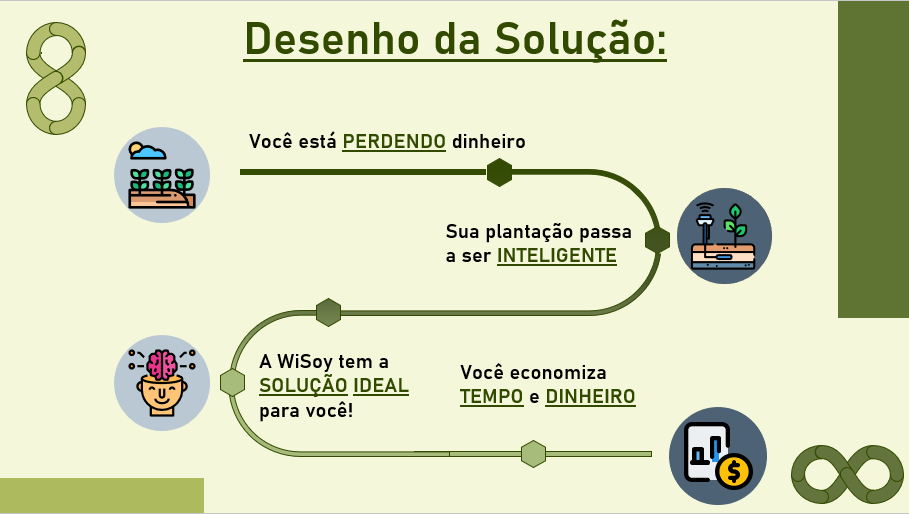 Desenho da Solução:
Você está PERDENDO dinheiro
Sua plantação passa
a ser INTELIGENTE
A WiSoy tem a
SOLUÇÃO IDEAL
para você!
Você economiza
TEMPO e DINHEIRO
$